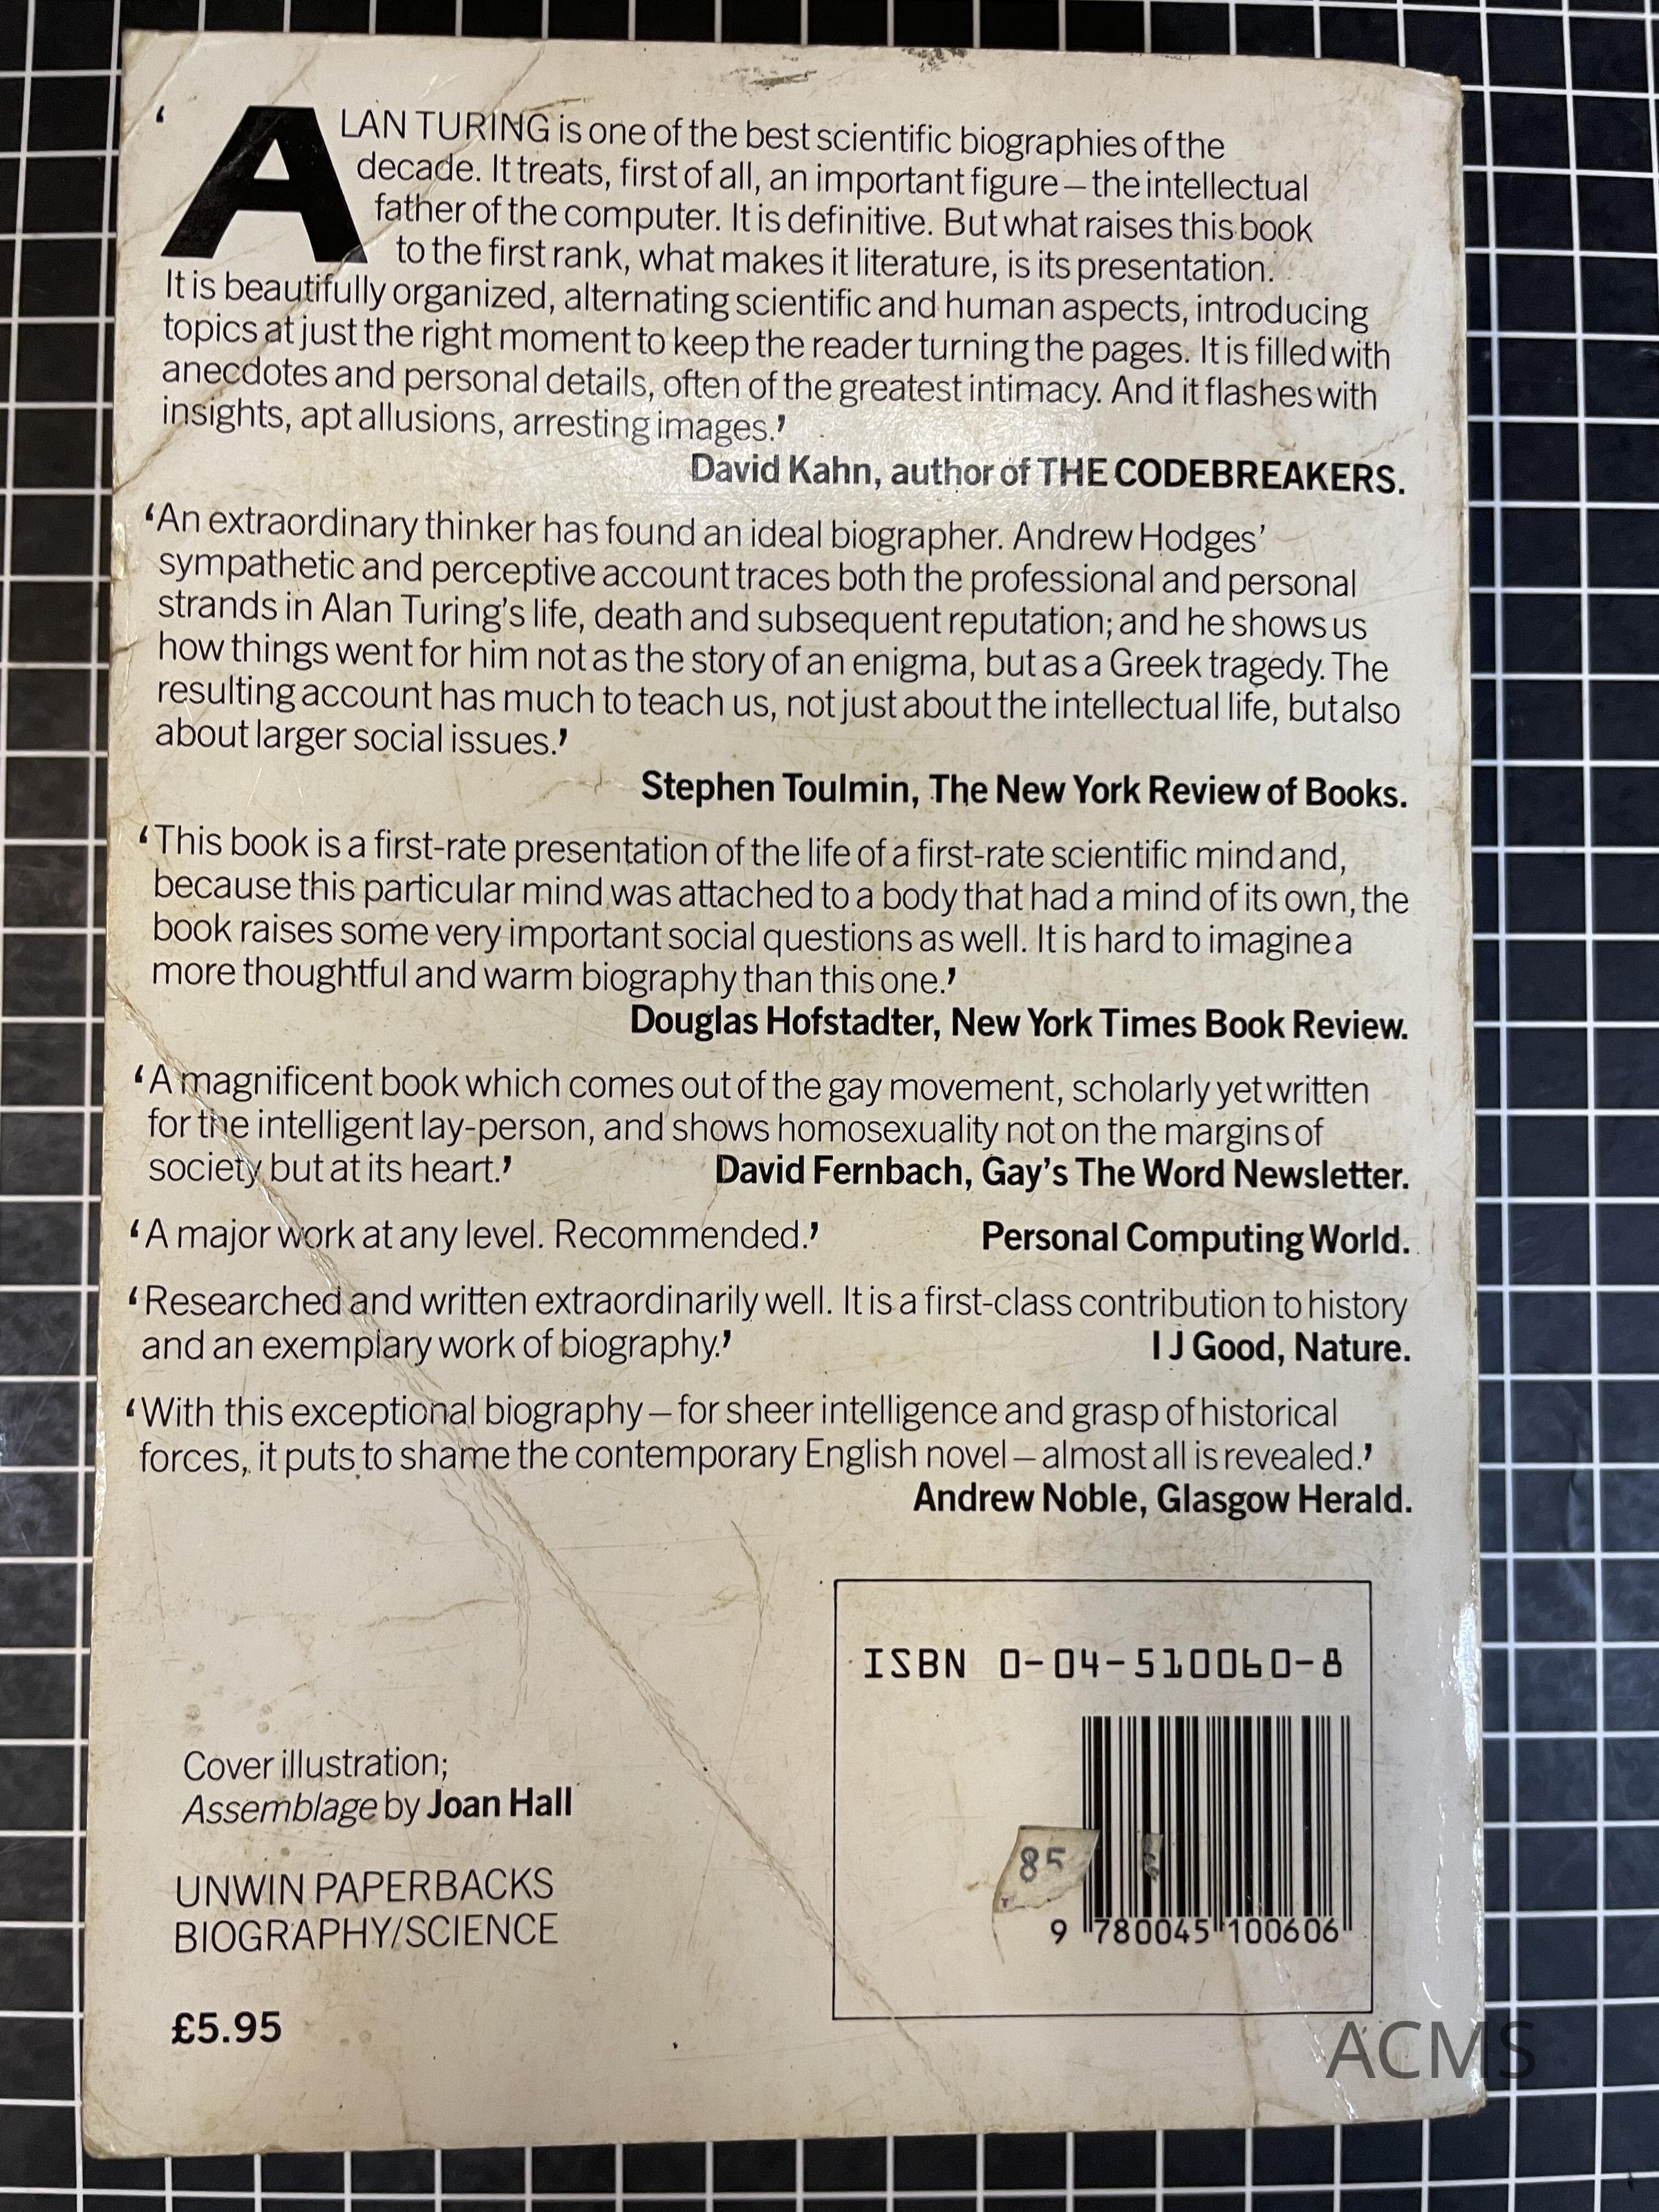 ‘ALAN TURING is one of the best scientific biographies of the
decade. It treats, first of all, an important figure – the intellectual
father of the computer. It is definitive. But what raises this book
to the first rank, what makes it literature, is its presentation.
It is beautifully organized, alternating scientific and human aspects, introducing
topics at just the right moment to keep the reader turning the pages. It is filled with
anecdotes and personal details, often of the greatest intimacy. And it flashes with
insights, apt allusions, arresting images.’
David Kahn, author of THE CODEBREAKERS.
‘An extraordinary thinker has found an ideal biographer. Andrew Hodges’
sympathetic and perceptive account traces both the professional and personal
strands in Alan Turing’s life, death and subsequent reputation; and he shows us
how things went for him not as the story of an enigma, but as a Greek tragedy. The
resulting account has much to teach us, not just about the intellectual life, but also
about larger social issues.’
Stephen Toulmin, The New York Review of Books.
‘This book is a first-rate presentation of the life of a first-rate scientific mind and,
because this particular mind was attached to a body that had a mind of its own, the
book raises some very important social questions as well. It is hard to imagine a
more thoughtful and warm biography than this one.’
Douglas Hofstadter, New York Times Book Review.
‘A magnificent book which comes out of the gay movement, scholarly yet written
for the intelligent lay-person, and shows homosexuality not on the margins of
society but at its heart.’ David Fernbach, Gay’s The Word Newsletter.
‘A major work at any level. Recommended.’ Personal Computing World.
‘Researched and written extraordinarily well. It is a first-class contribution to history
and an exemplary work of biography.’ I J Good, Nature.
‘With this exceptional biography – for sheer intelligence and grasp of historical
forces, it puts to shame the contemporary English novel – almost all is revealed.’
Andrew Noble, Glasgow Herald.
ISBN 0-04-510060-8
Cover illustration;
Assemblage by Joan Hall
85
UNWIN PAPERBACKS
BIOGRAPHY/SCIENCE
9 780045 100606
£5.95
ACMS